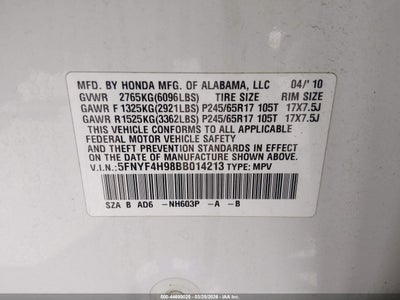 MFD. BY HONDA MFG. OF ALABAMA, LLC 04/'10
GVWR 2765KG(6096LBS) TIRE SIZE RIM SIZE
GAWR F 1325KG(2921LBS) P245/65R17 105T 17X7.5J
GAWR R1525KG(3362LBS) P245/65R17 105T 17X7.5J
THIS VEHICLE CONFORMS TO ALL APPLICABLE
FEDERAL MOTOR VEHICLE SAFETY
AND THEFT PREVENTION STANDARDS
IN EFFECT ON THE DATE OF
MANUFACTURE SHOWN ABOVE.
V.I.N.:5FNYF4H98BB014213 TYPE: MPV
SZA B AD6 -NH603P -A -B